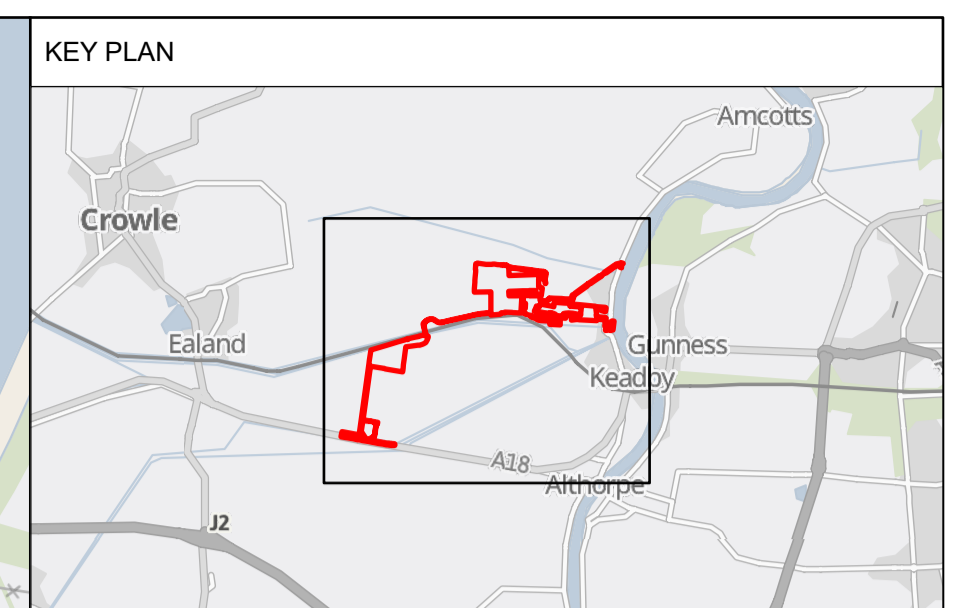 KEY PLAN
Amcotts
Crowle
Ealand
Gunness
Keadby
A18
Althorpe
J2